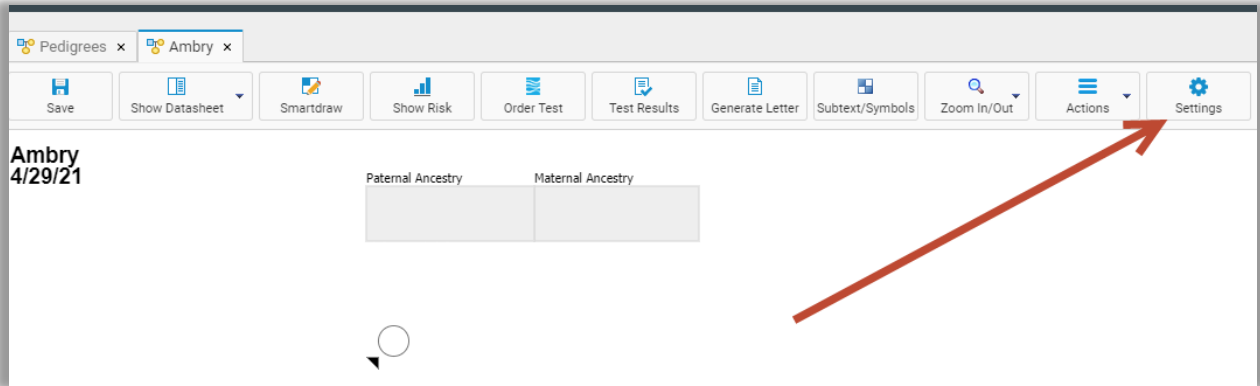 Pedigrees x Ambry x
Save Show Datasheet Smartdraw Show Risk Order Test Test Results Generate Letter Subtext/Symbols Zoom In/Out Actions Settings
Ambry
4/29/21
Paternal Ancestry Maternal Ancestry